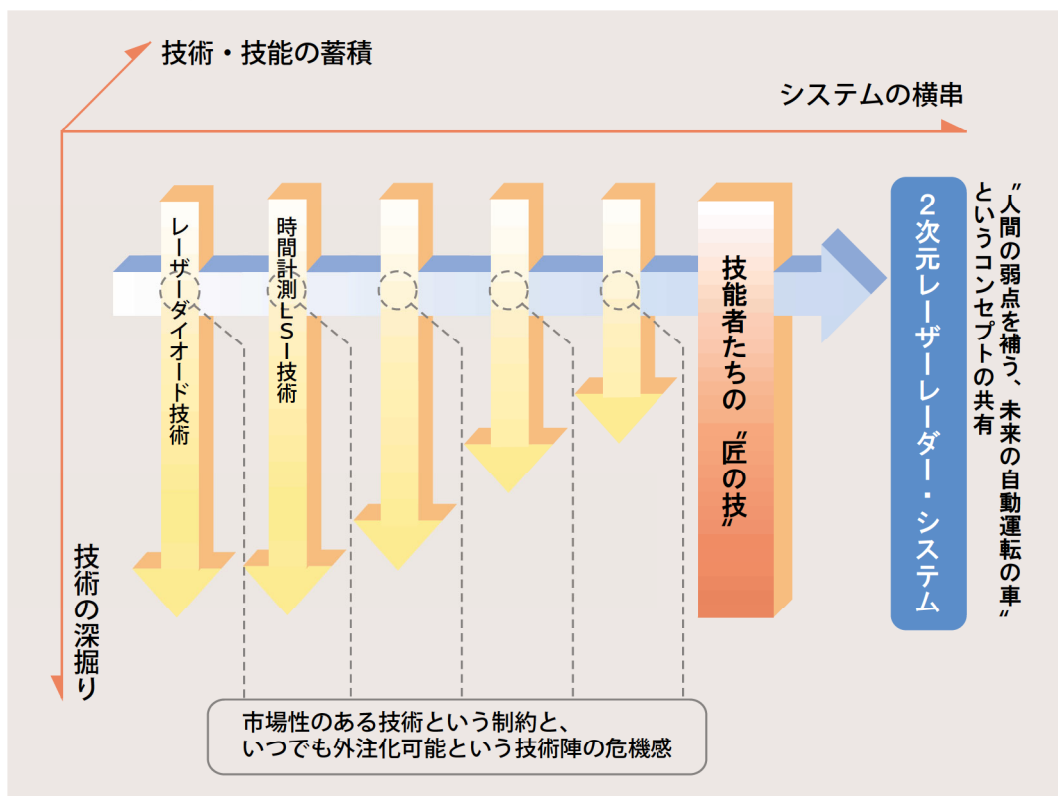 技術・技能の蓄積
システムの横串
レーザーダイオード技術
時間計測LSI技術
技能者たちの〝匠の技〟
2次元レーザーレーダー・システム
〝人間の弱点を補う、未来の自動運転の車〟
というコンセプトの共有
技術の深掘り
市場性のある技術という制約と、
いつでも外注化可能という技術陣の危機感